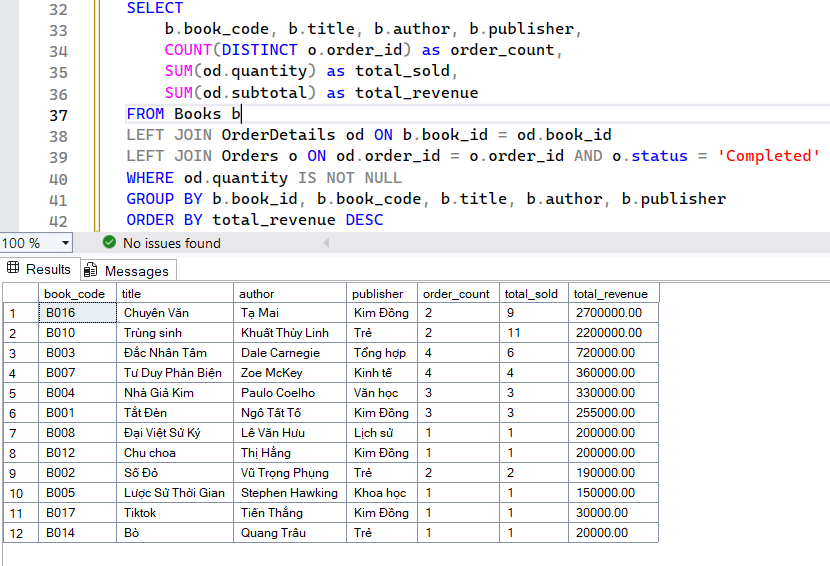 32 SELECT
33 b.book_code, b.title, b.author, b.publisher,
34 COUNT(DISTINCT o.order_id) as order_count,
35 SUM(od.quantity) as total_sold,
36 SUM(od.subtotal) as total_revenue
37 FROM Books b
38 LEFT JOIN OrderDetails od ON b.book_id = od.book_id
39 LEFT JOIN Orders o ON od.order_id = o.order_id AND o.status = 'Completed'
40 WHERE od.quantity IS NOT NULL
41 GROUP BY b.book_id, b.book_code, b.title, b.author, b.publisher
42 ORDER BY total_revenue DESC
100 % No issues found
Results Messages
book_code title author publisher order_count total_sold total_revenue
1 B016 Chuyên Văn Tạ Mai Kim Đồng 2 9 2700000.00
2 B010 Trùng sinh Khuất Thùy Linh Trẻ 2 11 2200000.00
3 B003 Đắc Nhân Tâm Dale Carnegie Tổng hợp 4 6 720000.00
4 B007 Tư Duy Phản Biện Zoe McKey Kinh tế 4 4 360000.00
5 B004 Nhà Giả Kim Paulo Coelho Văn học 3 3 330000.00
6 B001 Tắt Đèn Ngô Tất Tố Kim Đồng 3 3 255000.00
7 B008 Đại Việt Sử Ký Lê Văn Hưu Lịch sử 1 1 200000.00
8 B012 Chu choa Thị Hằng Kim Đồng 1 1 200000.00
9 B002 Số Đỏ Vũ Trọng Phụng Trẻ 2 2 190000.00
10 B005 Lược Sử Thời Gian Stephen Hawking Khoa học 1 1 150000.00
11 B017 Tiktok Tiến Thắng Kim Đồng 1 1 30000.00
12 B014 Bò Quang Trâu Trẻ 1 1 20000.00